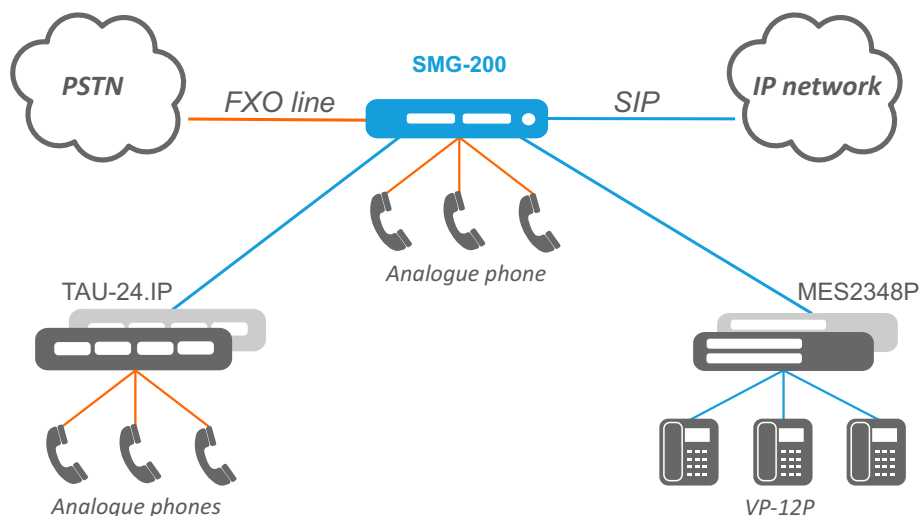 SMG-200
PSTN
FXO line
SIP
IP network
Analogue phone
TAU-24.IP
MES2348P
Analogue phones
VP-12P